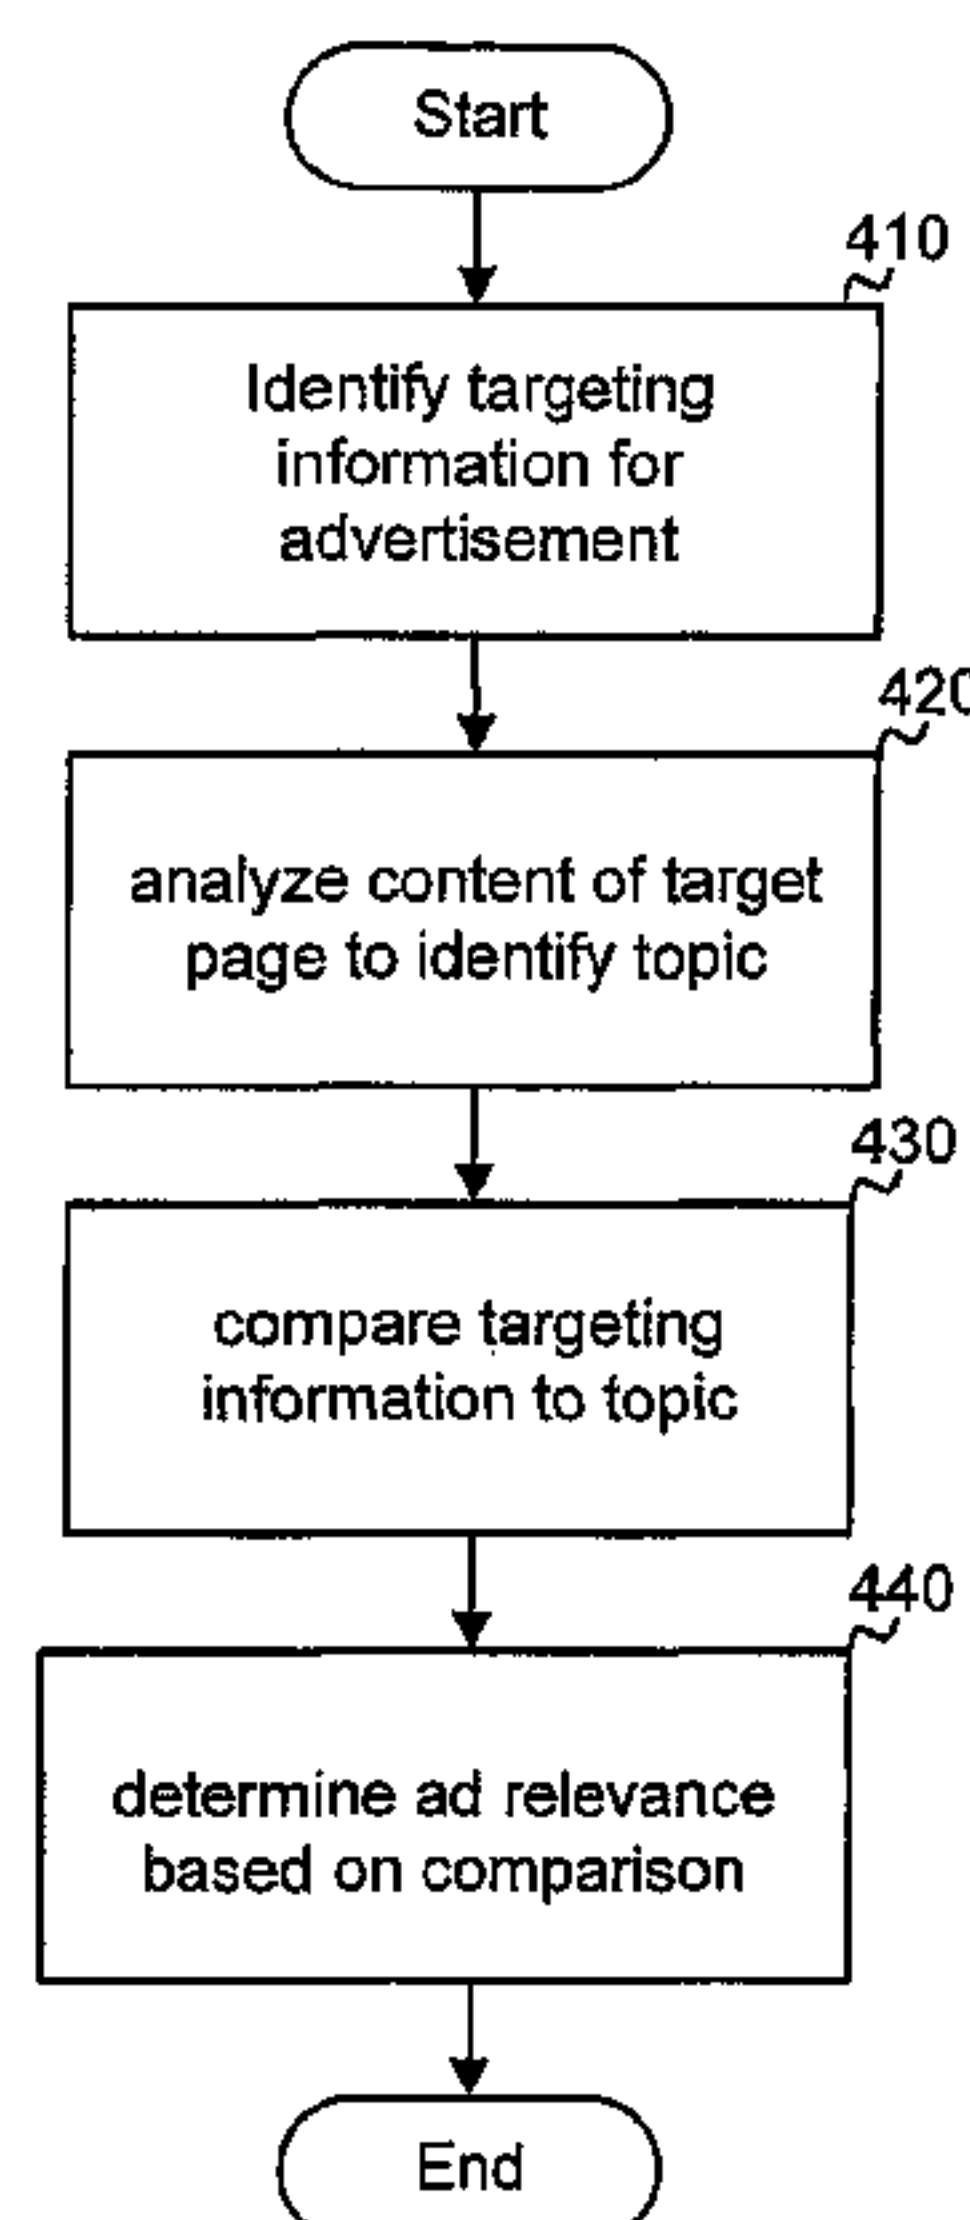 Start
410
Identify targeting
information for
advertisement
420
analyze content of target
page to identify topic
430
compare targeting
information to topic
440
determine ad relevance
based on comparison
End